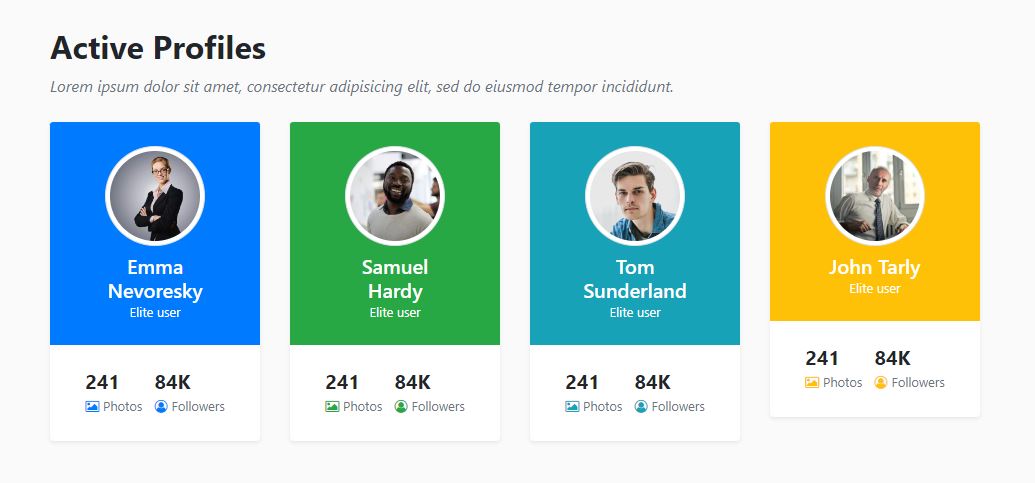 Active Profiles
Lorem ipsum dolor sit amet, consectetur adipisicing elit, sed do eiusmod tempor incididunt.
Emma
Nevoresky
Elite user
241 84K
Photos Followers
Samuel
Hardy
Elite user
241 84K
Photos Followers
Tom
Sunderland
Elite user
241 84K
Photos Followers
John Tarly
Elite user
241 84K
Photos Followers